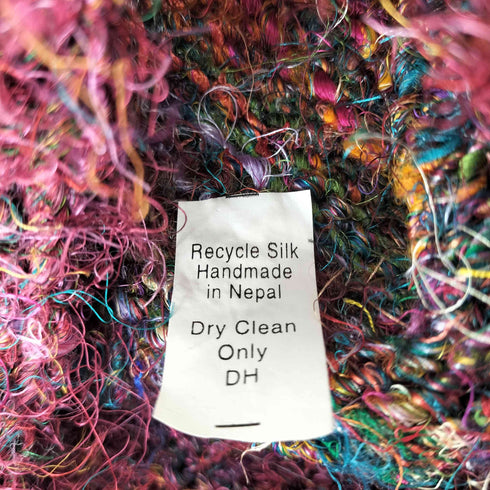 Recycle Silk
Handmade
in Nepal
Dry Clean
Only
DH